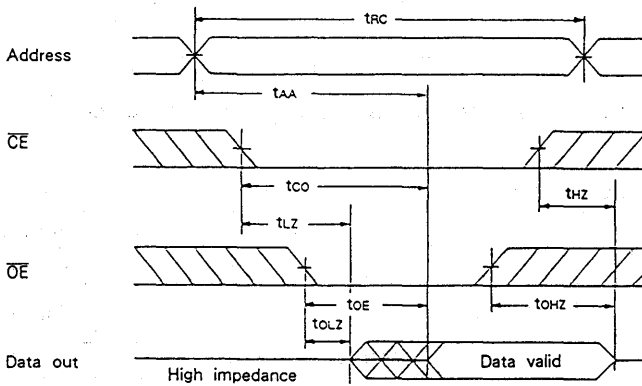 tRC
Address
tAA
CE
tCO
tHZ
tLZ
OE
tOE
tOHZ
tOLZ
Data out
High impedance
Data valid